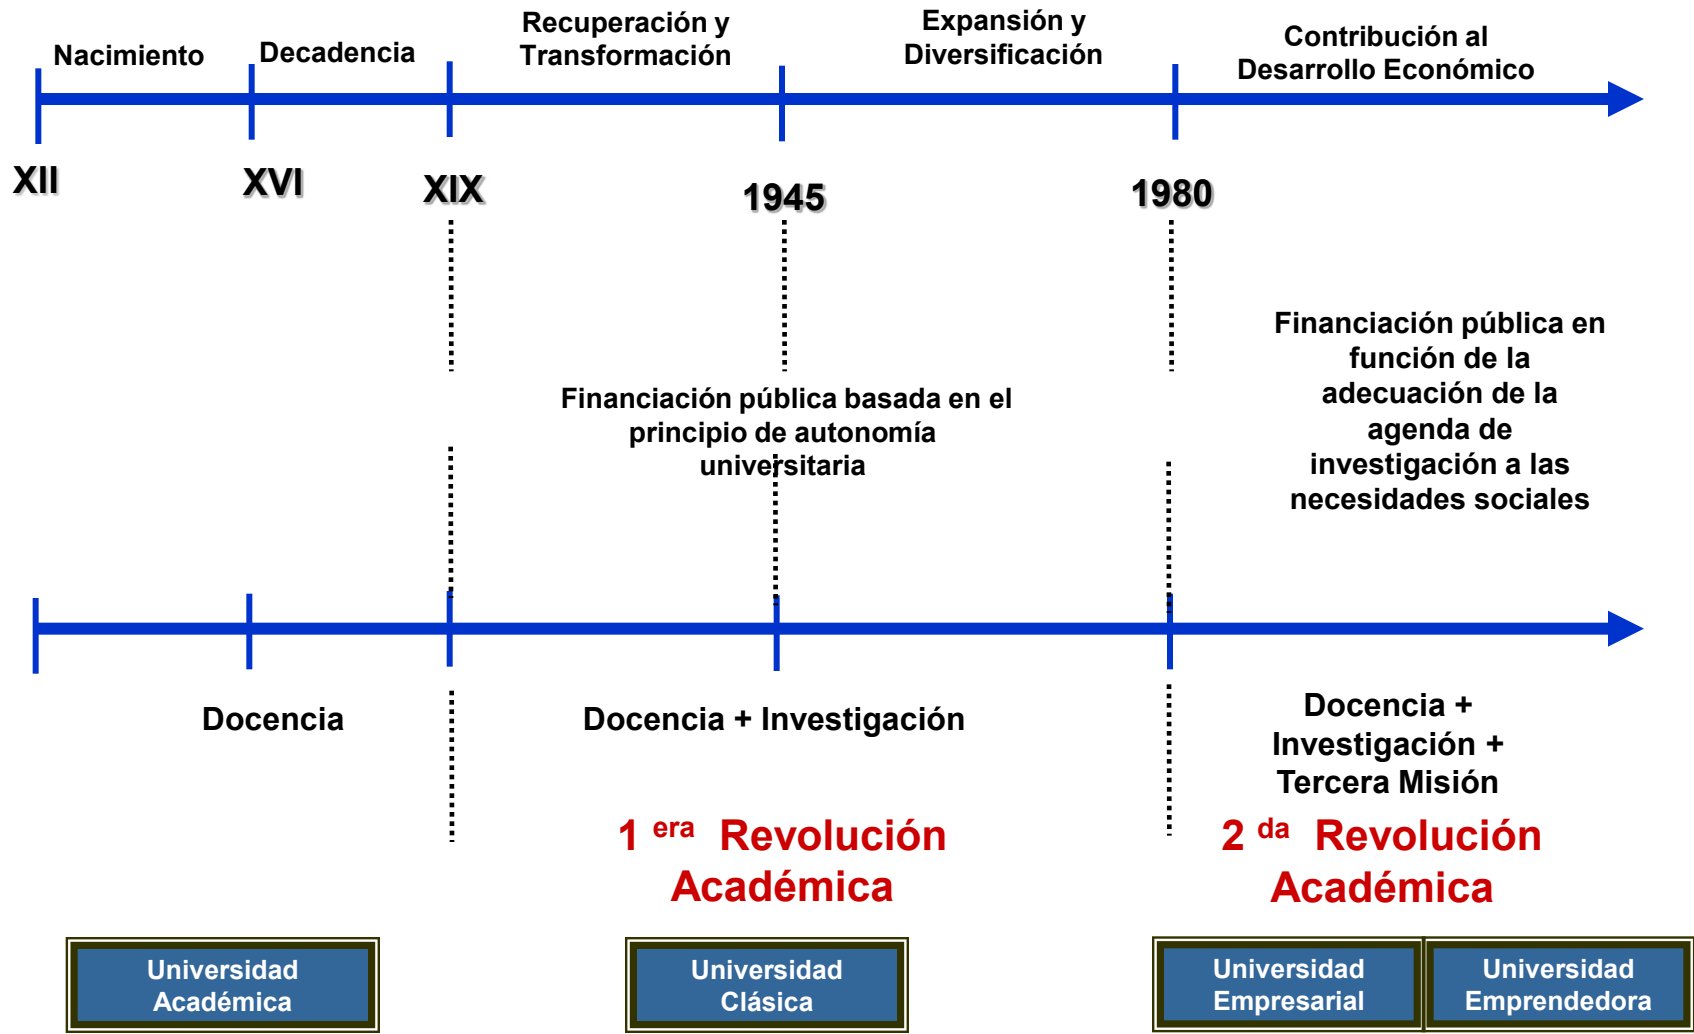 Nacimiento
Decadencia
Recuperación y
Transformación
Expansión y
Diversificación
Contribución al
Desarrollo Económico
XII
XVI
XIX
1945
1980
Financiación pública basada en el
principio de autonomía
universitaria
Financiación pública en
función de la
adecuación de la
agenda de
investigación a las
necesidades sociales
Docencia
Docencia + Investigación
Docencia +
Investigación +
Tercera Misión
1 era Revolución
Académica
2 da Revolución
Académica
Universidad
Académica
Universidad
Clásica
Universidad
Empresarial
Universidad
Emprendedora